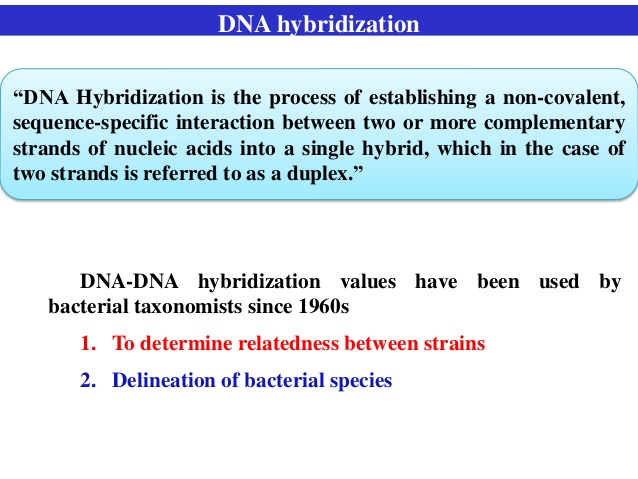 DNA hybridization
“DNA Hybridization is the process of establishing a non-covalent,
sequence-specific interaction between two or more complementary
strands of nucleic acids into a single hybrid, which in the case of
two strands is referred to as a duplex.”
DNA-DNA hybridization values have been used by
bacterial taxonomists since 1960s
1. To determine relatedness between strains
2. Delineation of bacterial species